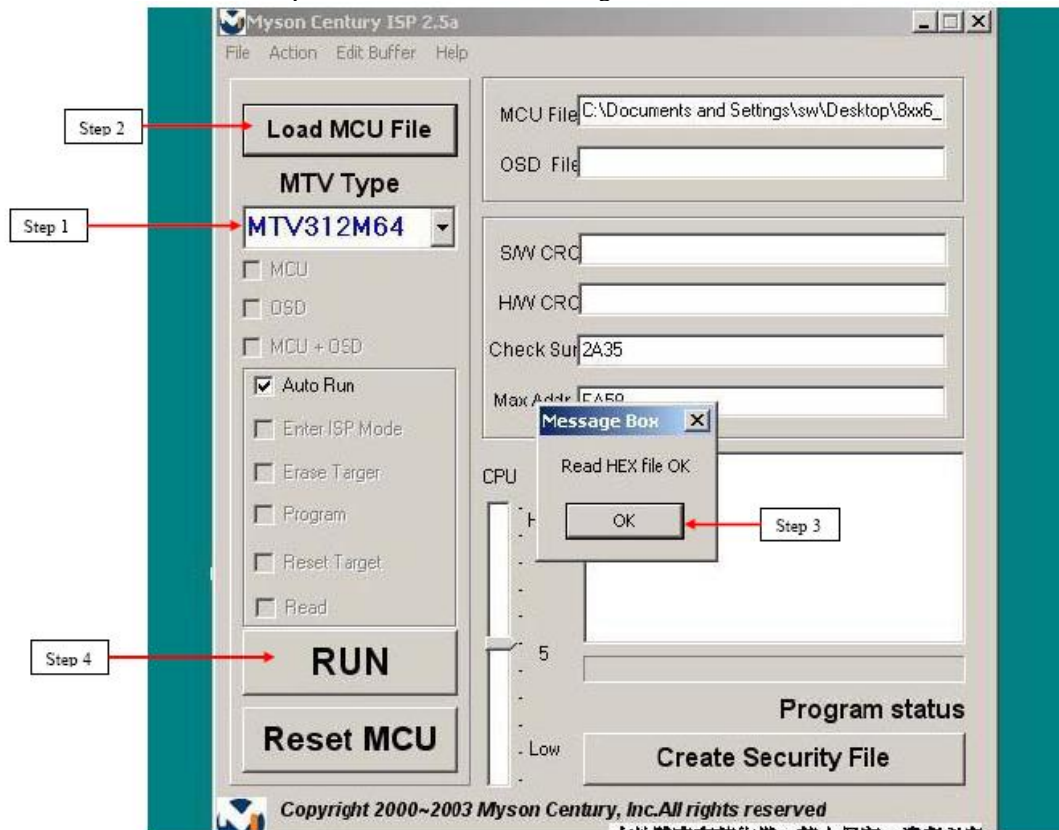 Myson Century ISP 2.5a
File Action Edit Buffer Help
Step 2
Load MCU File
MCU File
C:\Documents and Settings\sw\Desktop\8xx6_
OSD File
MTV Type
Step 1
MTV312M64
MCU
OSD
MCU + OSD
S/W CRC
H/W CRC
Check Sur
2A35
Max Addr
Auto Run
Enter ISP Mode
Erase Targer
Program
Reset Target
Read
Message Box
Read HEX file OK
OK
Step 3
CPU
H
5
Low
Step 4
RUN
Reset MCU
Program status
Create Security File
Copyright 2000~2003 Myson Century, Inc.All rights reserved